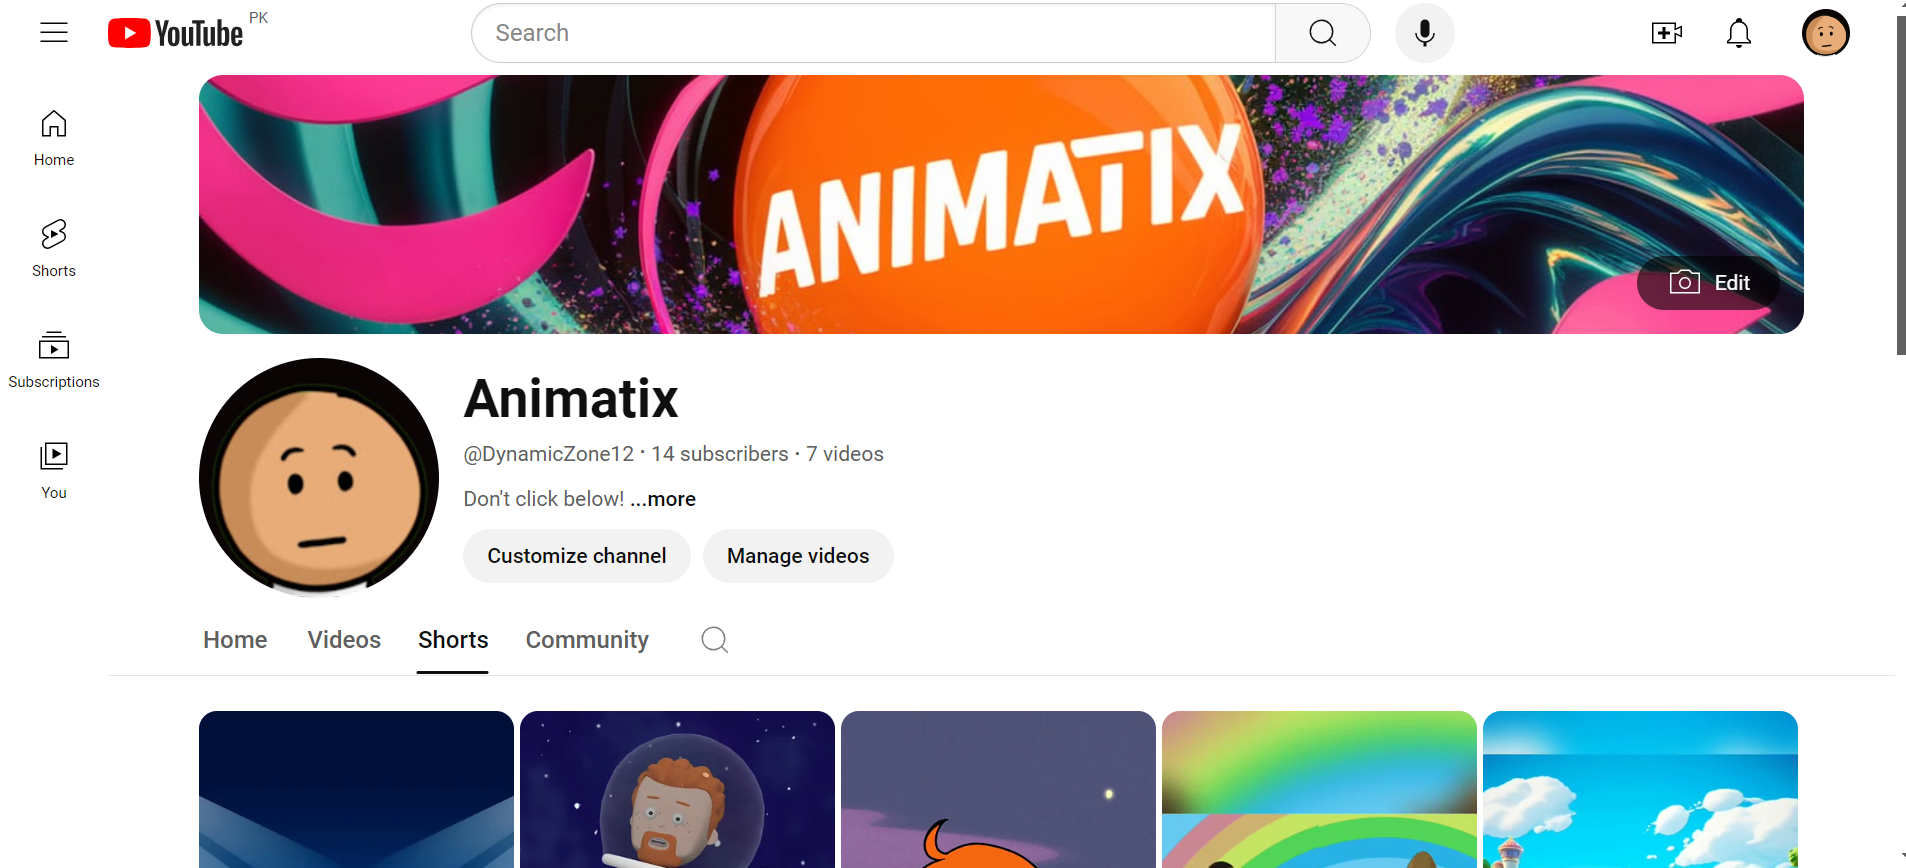 YouTube PK
Search
Home
Shorts
Subscriptions
You
ANIMATIX
Edit
Animatix
@DynamicZone12 · 14 subscribers · 7 videos
Don't click below! ...more
Customize channel
Manage videos
Home
Videos
Shorts
Community